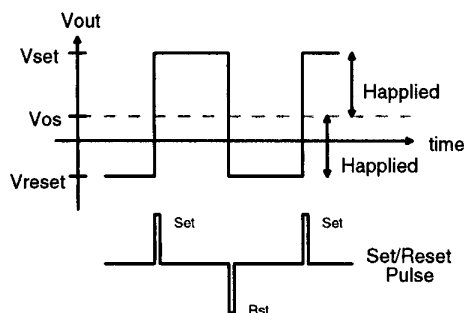 Vout
Vset
Happlied
Vos
time
Happlied
Vreset
Set
Set
Set/Reset
Pulse
Rst